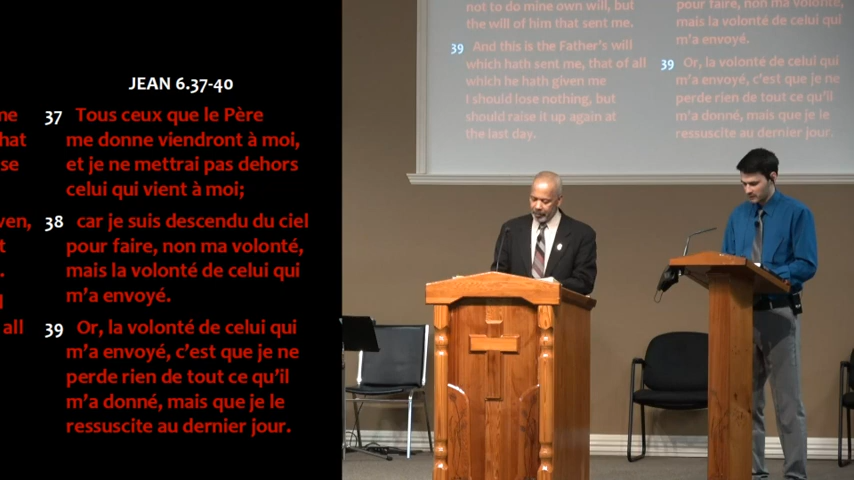 JEAN 6.37-40
me
37 Tous ceux que le Père
hat
me donne viendront à moi,
se
et je ne mettrai pas dehors
celui qui vient à moi;
ven,
38 car je suis descendu du ciel
t
pour faire, non ma volonté,
.
mais la volonté de celui qui
m'a envoyé.
all
39 Or, la volonté de celui qui
m'a envoyé, c'est que je ne
perde rien de tout ce qu'il
m'a donné, mais que je le
ressuscite au dernier jour.
not to do mine own will, but
the will of him that sent me.
39 And this is the Father's will
which hath sent me, that of all
which he hath given me
I should lose nothing, but
should raise it up again at
the last day.
pour faire, non ma volonté,
mais la volonté de celui qui
m'a envoyé.
39 Or, la volonté de celui qui
m'a envoyé, c'est que je ne
perde rien de tout ce qu'il
m'a donné, mais que je le
ressuscite au dernier jour.